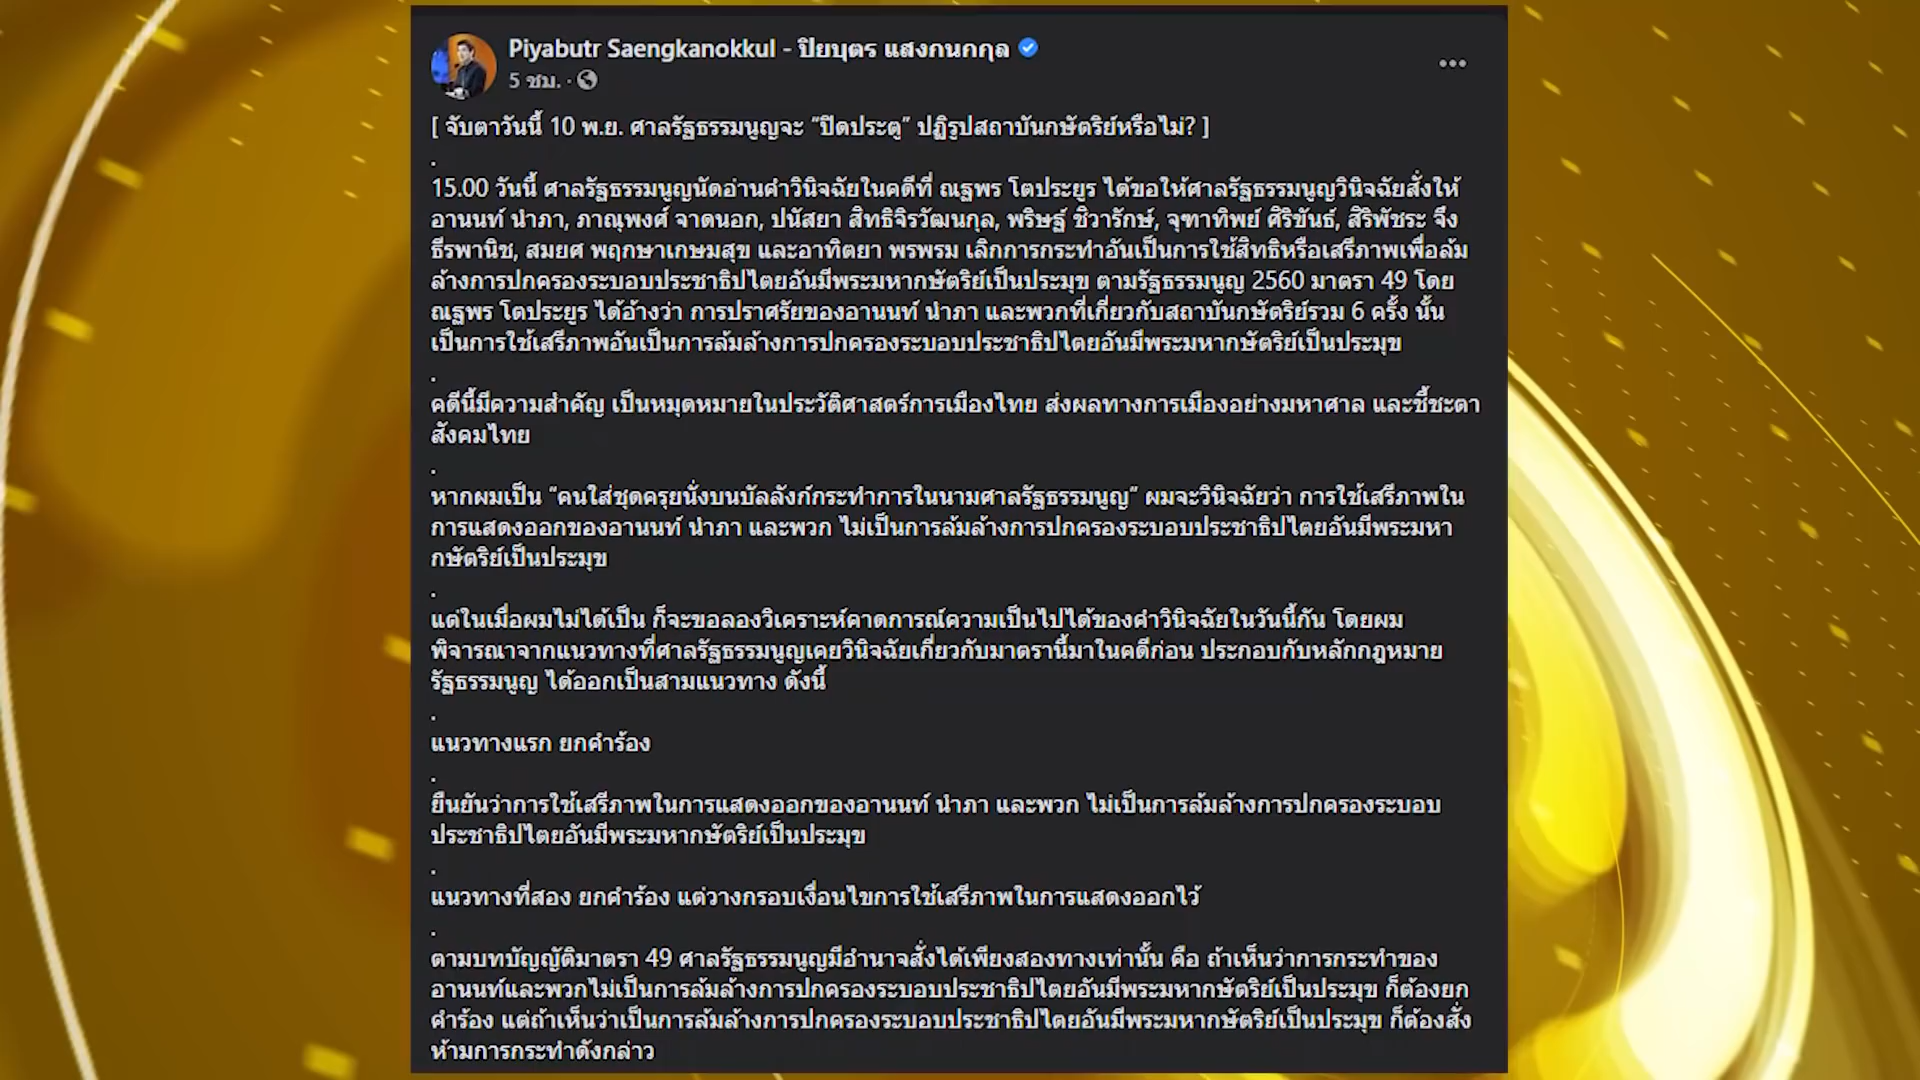 Piyabutr Saengkanokkul - ปิยบุตร แสงกนกกุล
5 ชม. ·
[ จับตาวันนี้ 10 พ.ย. ศาลรัฐธรรมนูญจะ “ปิดประตู” ปฏิรูปสถาบันกษัตริย์หรือไม่? ]
.
15.00 วันนี้ ศาลรัฐธรรมนูญนัดอ่านคำวินิจฉัยในคดีที่ ณฐพร โตประยูร ได้ขอให้ศาลรัฐธรรมนูญวินิจฉัยสั่งให้
อานนท์ นำภา, ภาณุพงศ์ จาดนอก, ปนัสยา สิทธิจิรวัฒนกุล, พริษฐ์ ชิวารักษ์, จุฑาทิพย์ ศิริขันธ์, สิริพัชระ จึง
ธีรพานิช, สมยศ พฤกษาเกษมสุข และอาทิตยา พรพรม เลิกการกระทำอันเป็นการใช้สิทธิหรือเสรีภาพเพื่อล้ม
ล้างการปกครองระบอบประชาธิปไตยอันมีพระมหากษัตริย์เป็นประมุข ตามรัฐธรรมนูญ 2560 มาตรา 49 โดย
ณฐพร โตประยูร ได้อ้างว่า การปราศรัยของอานนท์ นำภา และพวกที่เกี่ยวกับสถาบันกษัตริย์รวม 6 ครั้ง นั้น
เป็นการใช้เสรีภาพอันเป็นการล้มล้างการปกครองระบอบประชาธิปไตยอันมีพระมหากษัตริย์เป็นประมุข
.
คดีนี้มีความสำคัญ เป็นหมุดหมายในประวัติศาสตร์การเมืองไทย ส่งผลทางการเมืองอย่างมหาศาล และชี้ชะตา
สังคมไทย
.
หากผมเป็น “คนใส่ชุดครุยนั่งบนบัลลังก์กระทำการในนามศาลรัฐธรรมนูญ” ผมจะวินิจฉัยว่า การใช้เสรีภาพใน
การแสดงออกของอานนท์ นำภา และพวก ไม่เป็นการล้มล้างการปกครองระบอบประชาธิปไตยอันมีพระมหา
กษัตริย์เป็นประมุข
.
แต่ในเมื่อผมไม่ได้เป็น ก็จะขอลองวิเคราะห์คาดการณ์ความเป็นไปได้ของคำวินิจฉัยในวันนี้กัน โดยผม
พิจารณาจากแนวทางที่ศาลรัฐธรรมนูญเคยวินิจฉัยเกี่ยวกับมาตรานี้มาในคดีก่อน ประกอบกับหลักกฎหมาย
รัฐธรรมนูญ ได้ออกเป็นสามแนวทาง ดังนี้
.
แนวทางแรก ยกคำร้อง
.
ยืนยันว่าการใช้เสรีภาพในการแสดงออกของอานนท์ นำภา และพวก ไม่เป็นการล้มล้างการปกครองระบอบ
ประชาธิปไตยอันมีพระมหากษัตริย์เป็นประมุข
.
แนวทางที่สอง ยกคำร้อง แต่วางกรอบเงื่อนไขการใช้เสรีภาพในการแสดงออกไว้
.
ตามบทบัญญัติมาตรา 49 ศาลรัฐธรรมนูญมีอำนาจสั่งได้เพียงสองทางเท่านั้น คือ ถ้าเห็นว่าการกระทำของ
อานนท์และพวกไม่เป็นการล้มล้างการปกครองระบอบประชาธิปไตยอันมีพระมหากษัตริย์เป็นประมุข ก็ต้องยก
คำร้อง แต่ถ้าเห็นว่าเป็นการล้มล้างการปกครองระบอบประชาธิปไตยอันมีพระมหากษัตริย์เป็นประมุข ก็ต้องสั่ง
ห้ามการกระทำดังกล่าว